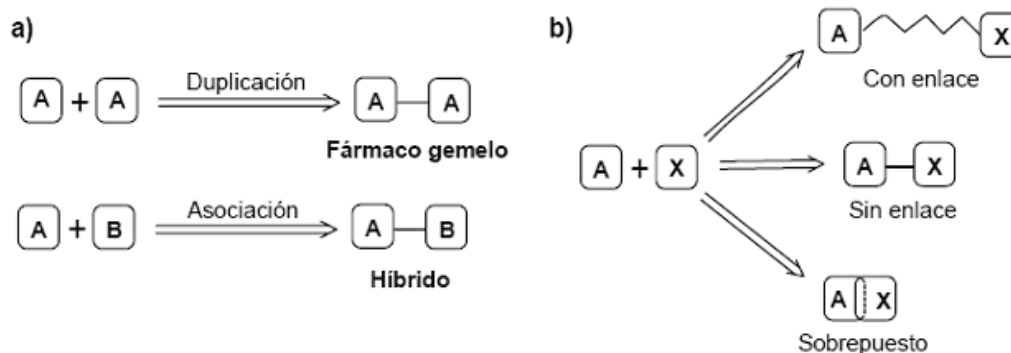 a)
A + A
Duplicación
A A
Fármaco gemelo
A + B
Asociación
A B
Híbrido
b)
A + X
A X
Con enlace
A X
Sin enlace
A X
Sobrepuesto